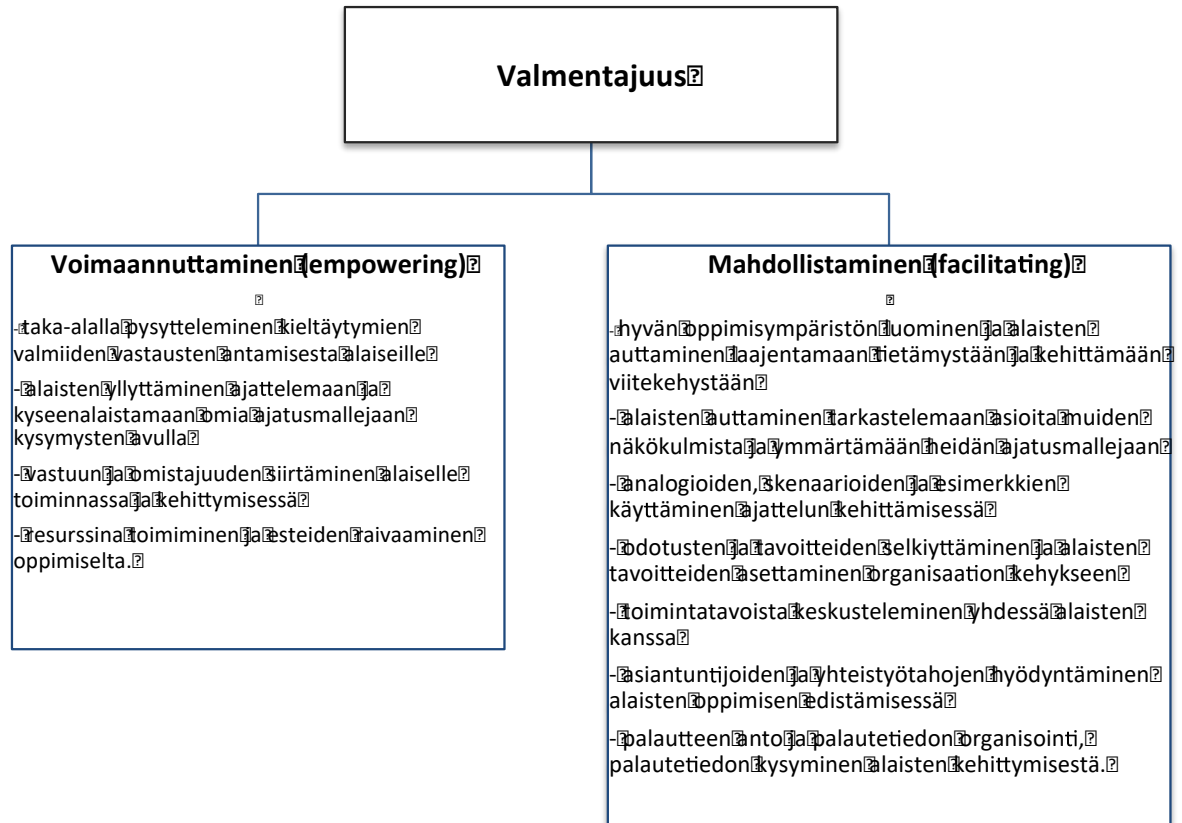 Valmentajuus
Voimaannuttaminen (empowering)
- taka-alalla pysytteleminen kieltäytymien
valmiiden vastausten antamisesta alaiseille
- alaisten yllyttäminen ajattelemaan ja
kyseenalaistamaan omia ajatusmallejaan
kysymysten avulla
- vastuun ja omistajuuden siirtäminen alaiselle
toiminnassa ja kehittymisessä
- resurssina toimiminen ja esteiden raivaaminen
oppimiselta.
Mahdollistaminen (facilitating)
- hyvän oppimisympäristön luominen ja alaisten
auttaminen laajentamaan tietämystään ja kehittämään
viitekehystään
- alaisten auttaminen tarkastelemaan asioita muiden
näkökulmista ja ymmärtämään heidän ajatusmallejaan
- analogioiden, skenaarioiden ja esimerkkien
käyttäminen ajattelun kehittämisessä
- odotusten ja tavoitteiden selkiyttäminen ja alaisten
tavoitteiden asettaminen organisaation kehykseen
- toimintatavoista keskusteleminen yhdessä alaisten
kanssa
- asiantuntijoiden ja yhteistyötahojen hyödyntäminen
alaisten oppimisen edistämisessä
- palautteen anto ja palautetiedon organisointi,
palautetiedon kysyminen alaisten kehittymisestä.